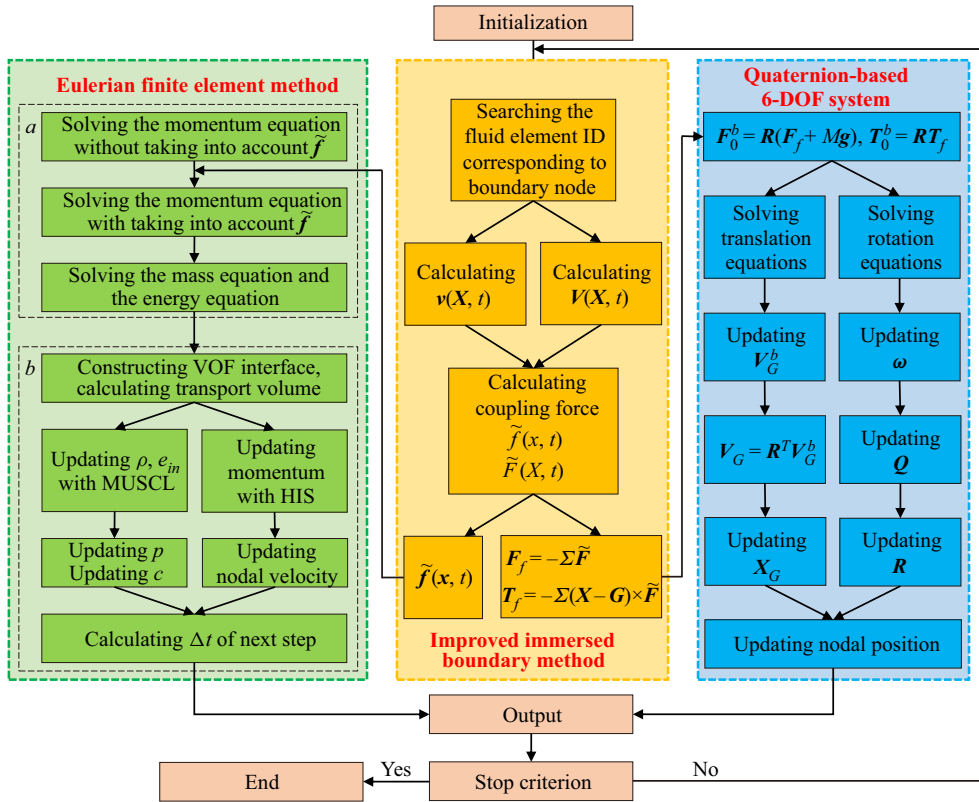 Initialization
Eulerian finite element method
a
Solving the momentum equation
without taking into account f̃
Solving the momentum equation
with taking into account f̃
Solving the mass equation and
the energy equation
b
Constructing VOF interface,
calculating transport volume
Updating ρ, e_in
with MUSCL
Updating
momentum
with HIS
Updating p
Updating c
Updating
nodal velocity
Calculating Δt of next step
Searching the
fluid element ID
corresponding to
boundary node
Calculating
v(X, t)
Calculating
V(X, t)
Calculating
coupling force
f̃(x, t)
F̃(X, t)
f̃(x, t)
F_f = −ΣF̃
T_f = −Σ(X−G)×F̃
Improved immersed
boundary method
Quaternion-based
6-DOF system
F_0^b = R(F_f + Mg), T_0^b = RT_f
Solving
translation
equations
Solving
rotation
equations
Updating
V_G^b
Updating
ω
V_G = R^T V_G^b
Updating
Q
Updating
X_G
Updating
R
Updating nodal position
Output
End
Yes
Stop criterion
No